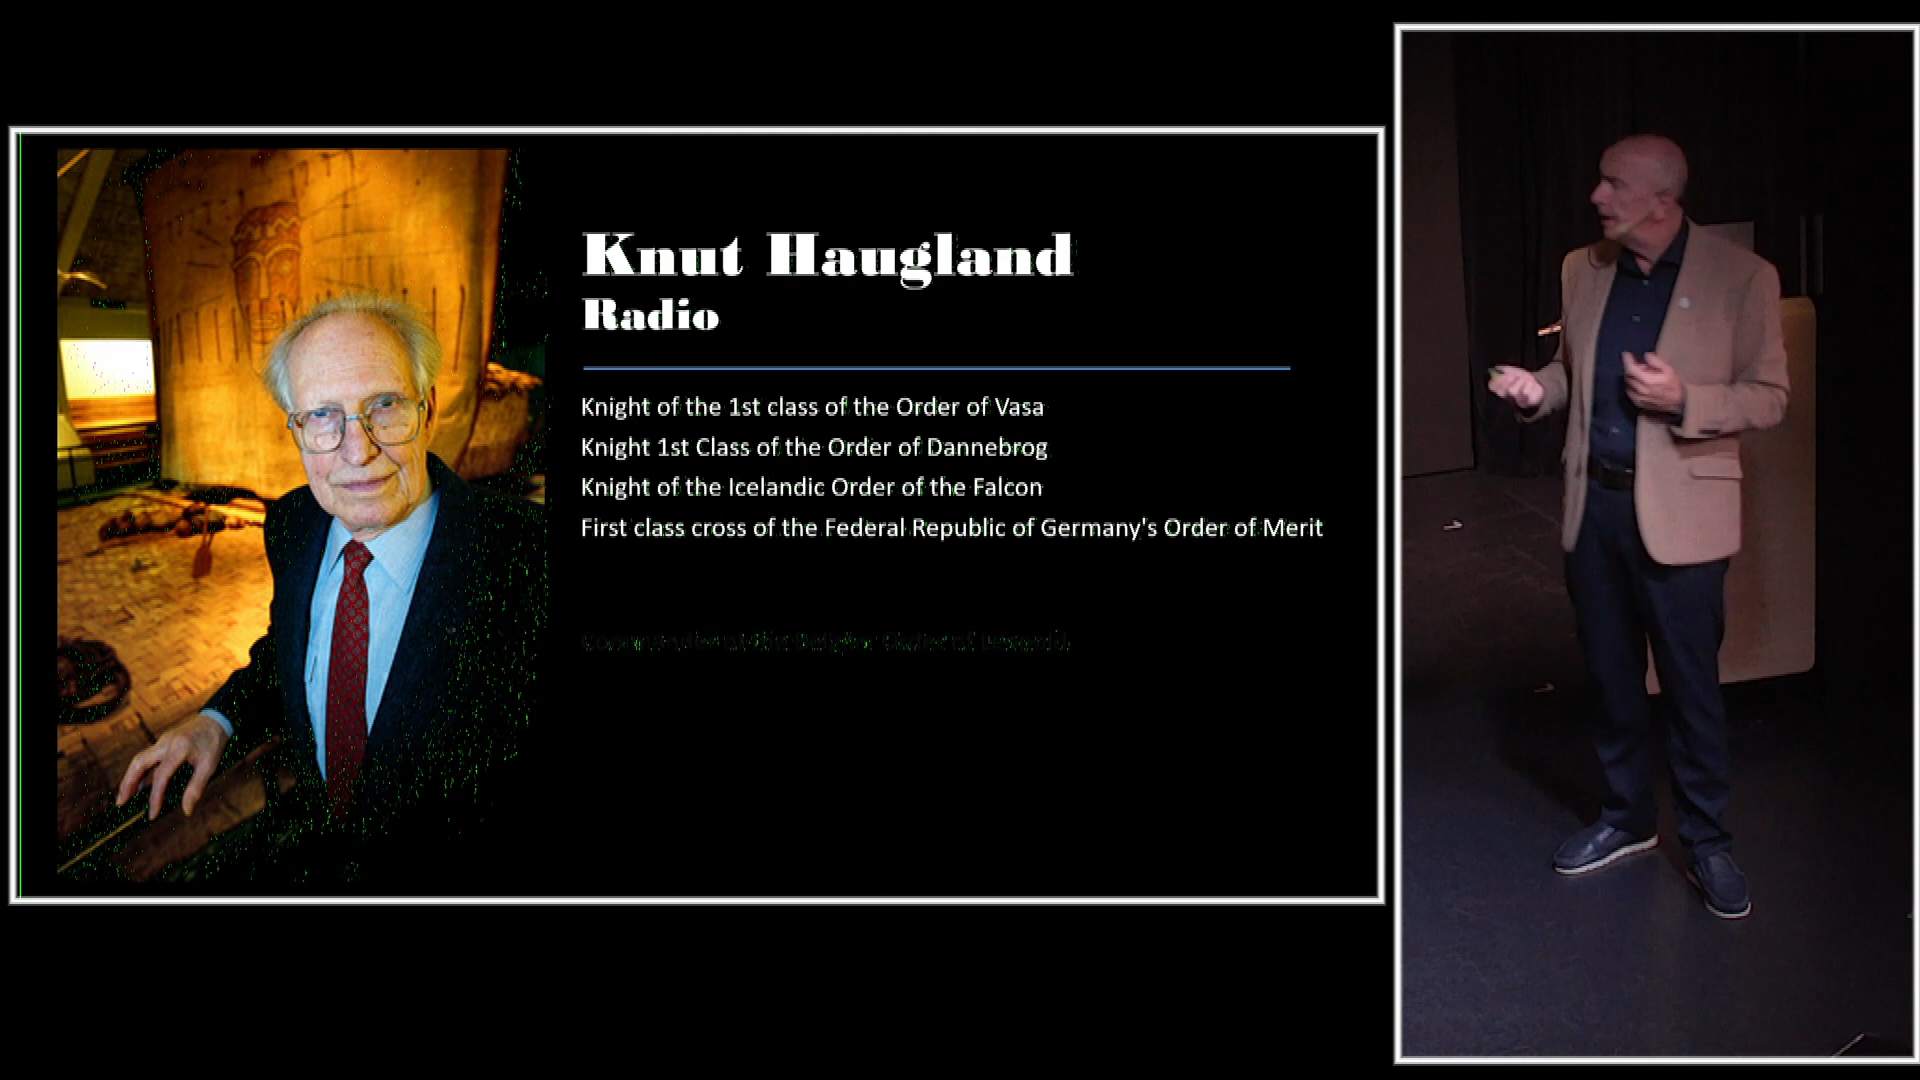 Knut Haugland
Radio
Knight of the 1st class of the Order of Vasa
Knight 1st Class of the Order of Dannebrog
Knight of the Icelandic Order of the Falcon
First class cross of the Federal Republic of Germany's Order of Merit